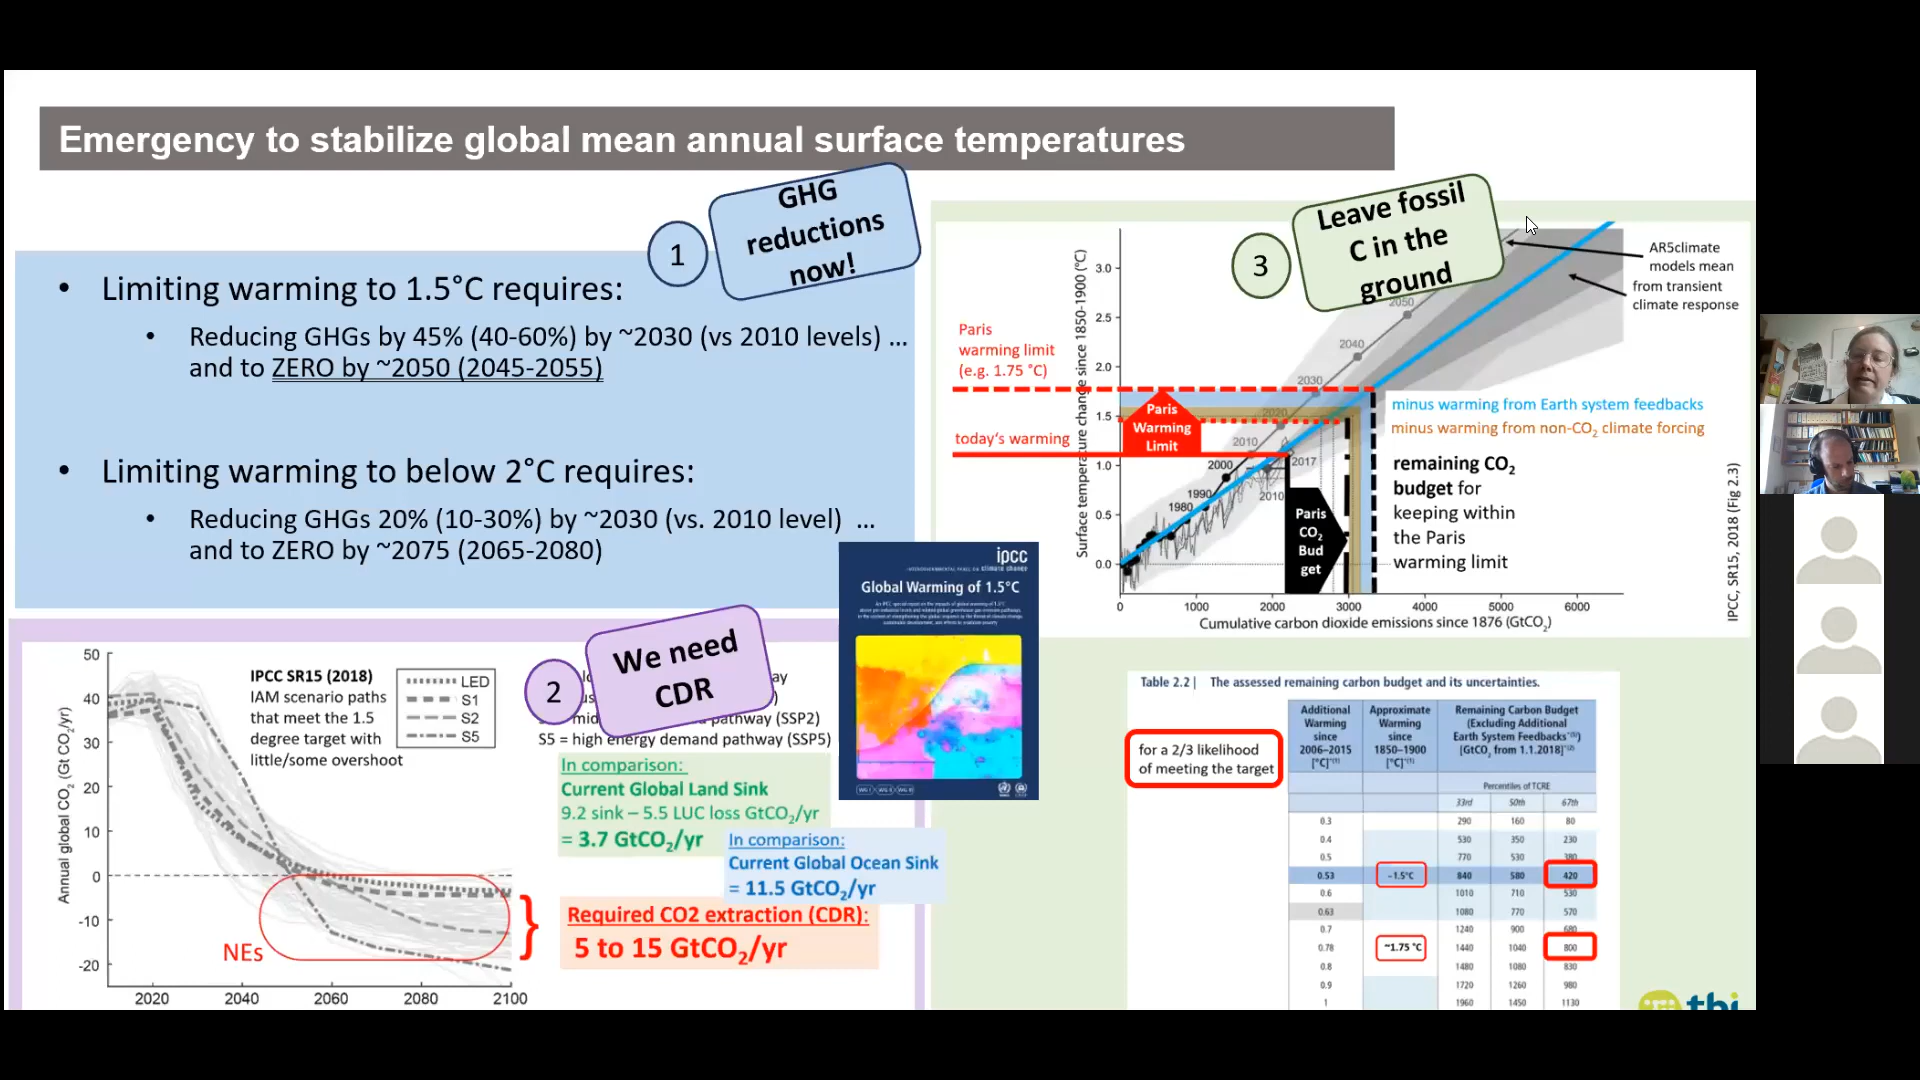 Emergency to stabilize global mean annual surface temperatures
1
GHG
reductions
now!
• Limiting warming to 1.5°C requires:
• Reducing GHGs by 45% (40-60%) by ~2030 (vs 2010 levels) ...
and to ZERO by ~2050 (2045-2055)
• Limiting warming to below 2°C requires:
• Reducing GHGs 20% (10-30%) by ~2030 (vs. 2010 level) ...
and to ZERO by ~2075 (2065-2080)
2
We need
CDR
50
40
30
20
10
0
-10
-20
Annual global CO2 (Gt CO2/yr)
2020 2040 2060 2080 2100
IPCC SR15 (2018)
IAM scenario paths
that meet the 1.5
degree target with
little/some overshoot
LED
S1
S2
S5
NEs
pathway (SSP2)
S5 = high energy demand pathway (SSP5)
In comparison:
Current Global Land Sink
9.2 sink – 5.5 LUC loss GtCO2/yr
= 3.7 GtCO2/yr
In comparison:
Current Global Ocean Sink
= 11.5 GtCO2/yr
Required CO2 extraction (CDR):
5 to 15 GtCO2/yr
ipcc
Global Warming of 1.5°C
3
Leave fossil
C in the
ground
Surface temperature change since 1850-1900 (°C)
3.0
2.5
2.0
1.5
1.0
0.5
0.0
0 1000 2000 3000 4000 5000 6000
Cumulative carbon dioxide emissions since 1876 (GtCO2)
Paris
warming limit
(e.g. 1.75 °C)
today's warming
Paris
Warming
Limit
1980
1990
2000
2010
2020
2030
2040
2050
2017
2010
Paris
CO2
Bud
get
AR5climate
models mean
from transient
climate response
minus warming from Earth system feedbacks
minus warming from non-CO2 climate forcing
remaining CO2
budget for
keeping within
the Paris
warming limit
IPCC, SR15, 2018 (Fig 2.3)
Table 2.2 | The assessed remaining carbon budget and its uncertainties.
for a 2/3 likelihood
of meeting the target
Additional
Warming
since
2006–2015
[°C]*(1)
Approximate
Warming
since
1850–1900
[°C]*(1)
Remaining Carbon Budget
(Excluding Additional
Earth System Feedbacks*(5))
[GtCO2 from 1.1.2018]*(2)
Percentiles of TCRE
33rd 50th 67th
0.3 290 160 80
0.4 530 350 230
0.5 770 530 380
0.53 ~1.5°C 840 580 420
0.6 1010 710 530
0.63 1080 770 570
0.7 1240 900 680
0.78 ~1.75 °C 1440 1040 800
0.8 1480 1080 830
0.9 1720 1260 980
1 1960 1450 1130